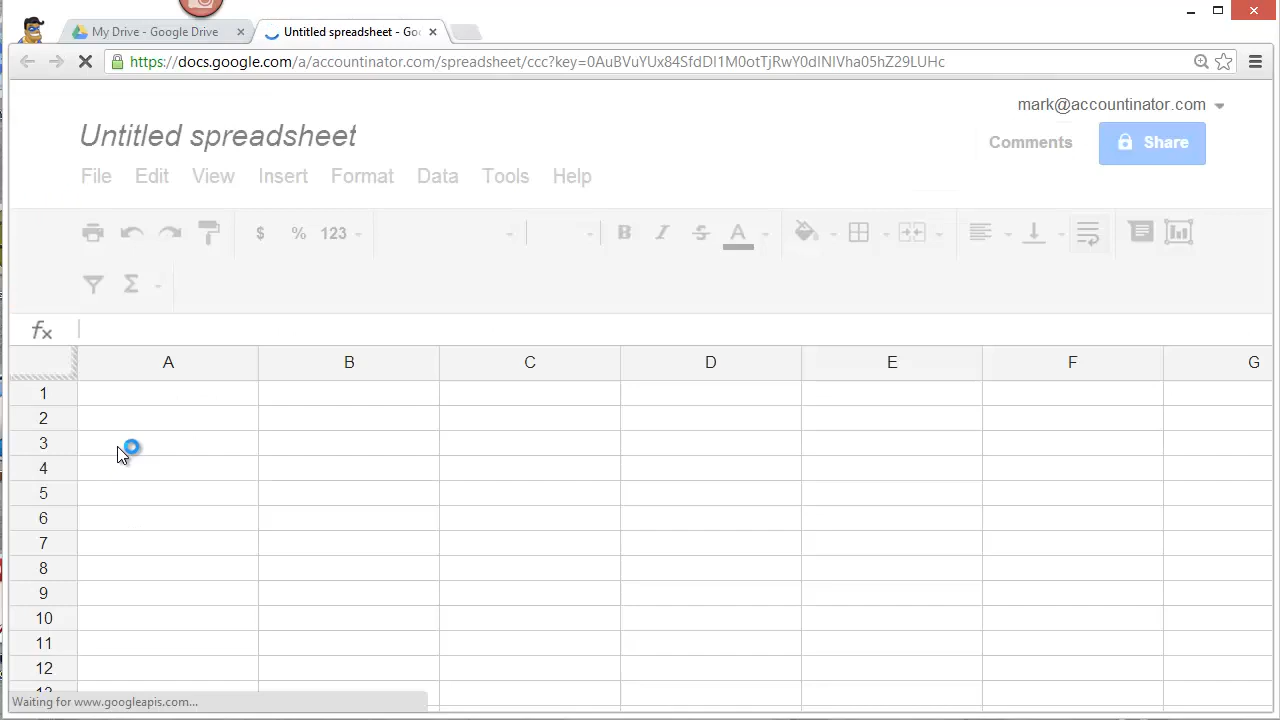 My Drive - Google Drive
Untitled spreadsheet - Go
https://docs.google.com/a/accountinator.com/spreadsheet/ccc?key=
mark@accountinator.com
Untitled spreadsheet
Comments
Share
File Edit View Insert Format Data Tools Help
$ % 123 B I S A
Σ
fx
A B C D E F G
1
2
3
4
5
6
7
8
9
10
11
12
13
Waiting for www.googleapis.com...